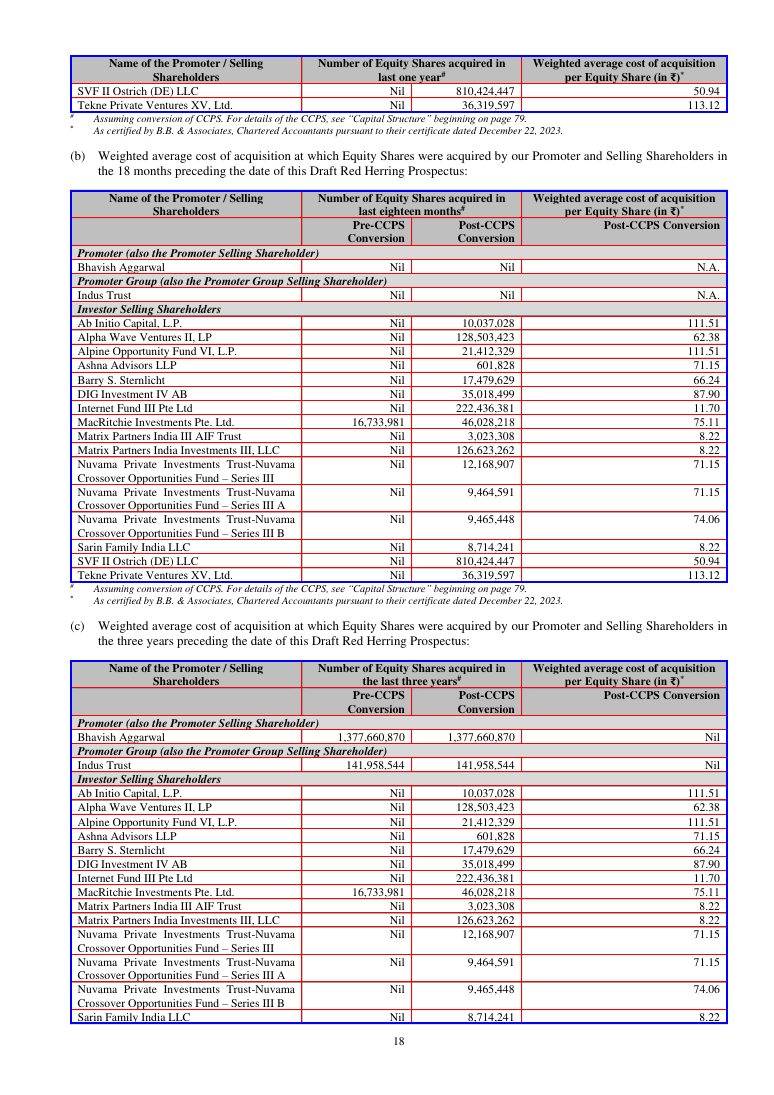 Name of the Promoter / Selling Shareholders Number of Equity Shares acquired in last one year# Weighted average cost of acquisition per Equity Share (in ₹)*
SVF II Ostrich (DE) LLC Nil 810,424,447 50.94
Tekne Private Ventures XV, Ltd. Nil 36,319,597 113.12
# Assuming conversion of CCPS. For details of the CCPS, see “Capital Structure” beginning on page 79.
* As certified by B.B. & Associates, Chartered Accountants pursuant to their certificate dated December 22, 2023.
(b) Weighted average cost of acquisition at which Equity Shares were acquired by our Promoter and Selling Shareholders in
the 18 months preceding the date of this Draft Red Herring Prospectus:
Name of the Promoter / Selling Shareholders Number of Equity Shares acquired in last eighteen months# Weighted average cost of acquisition per Equity Share (in ₹)*
Pre-CCPS Conversion Post-CCPS Conversion Post-CCPS Conversion
Promoter (also the Promoter Selling Shareholder)
Bhavish Aggarwal Nil Nil N.A.
Promoter Group (also the Promoter Group Selling Shareholder)
Indus Trust Nil Nil N.A.
Investor Selling Shareholders
Ab Initio Capital, L.P. Nil 10,037,028 111.51
Alpha Wave Ventures II, LP Nil 128,503,423 62.38
Alpine Opportunity Fund VI, L.P. Nil 21,412,329 111.51
Ashna Advisors LLP Nil 601,828 71.15
Barry S. Sternlicht Nil 17,479,629 66.24
DIG Investment IV AB Nil 35,018,499 87.90
Internet Fund III Pte Ltd Nil 222,436,381 11.70
MacRitchie Investments Pte. Ltd. 16,733,981 46,028,218 75.11
Matrix Partners India III AIF Trust Nil 3,023,308 8.22
Matrix Partners India Investments III, LLC Nil 126,623,262 8.22
Nuvama Private Investments Trust-Nuvama Nil 12,168,907 71.15
Crossover Opportunities Fund – Series III
Nuvama Private Investments Trust-Nuvama Nil 9,464,591 71.15
Crossover Opportunities Fund – Series III A
Nuvama Private Investments Trust-Nuvama Nil 9,465,448 74.06
Crossover Opportunities Fund – Series III B
Sarin Family India LLC Nil 8,714,241 8.22
SVF II Ostrich (DE) LLC Nil 810,424,447 50.94
Tekne Private Ventures XV, Ltd. Nil 36,319,597 113.12
# Assuming conversion of CCPS. For details of the CCPS, see “Capital Structure” beginning on page 79.
* As certified by B.B. & Associates, Chartered Accountants pursuant to their certificate dated December 22, 2023.
(c) Weighted average cost of acquisition at which Equity Shares were acquired by our Promoter and Selling Shareholders in
the three years preceding the date of this Draft Red Herring Prospectus:
Name of the Promoter / Selling Shareholders Number of Equity Shares acquired in the last three years# Weighted average cost of acquisition per Equity Share (in ₹)*
Pre-CCPS Conversion Post-CCPS Conversion Post-CCPS Conversion
Promoter (also the Promoter Selling Shareholder)
Bhavish Aggarwal 1,377,660,870 1,377,660,870 Nil
Promoter Group (also the Promoter Group Selling Shareholder)
Indus Trust 141,958,544 141,958,544 Nil
Investor Selling Shareholders
Ab Initio Capital, L.P. Nil 10,037,028 111.51
Alpha Wave Ventures II, LP Nil 128,503,423 62.38
Alpine Opportunity Fund VI, L.P. Nil 21,412,329 111.51
Ashna Advisors LLP Nil 601,828 71.15
Barry S. Sternlicht Nil 17,479,629 66.24
DIG Investment IV AB Nil 35,018,499 87.90
Internet Fund III Pte Ltd Nil 222,436,381 11.70
MacRitchie Investments Pte. Ltd. 16,733,981 46,028,218 75.11
Matrix Partners India III AIF Trust Nil 3,023,308 8.22
Matrix Partners India Investments III, LLC Nil 126,623,262 8.22
Nuvama Private Investments Trust-Nuvama Nil 12,168,907 71.15
Crossover Opportunities Fund – Series III
Nuvama Private Investments Trust-Nuvama Nil 9,464,591 71.15
Crossover Opportunities Fund – Series III A
Nuvama Private Investments Trust-Nuvama Nil 9,465,448 74.06
Crossover Opportunities Fund – Series III B
Sarin Family India LLC Nil 8,714,241 8.22
18